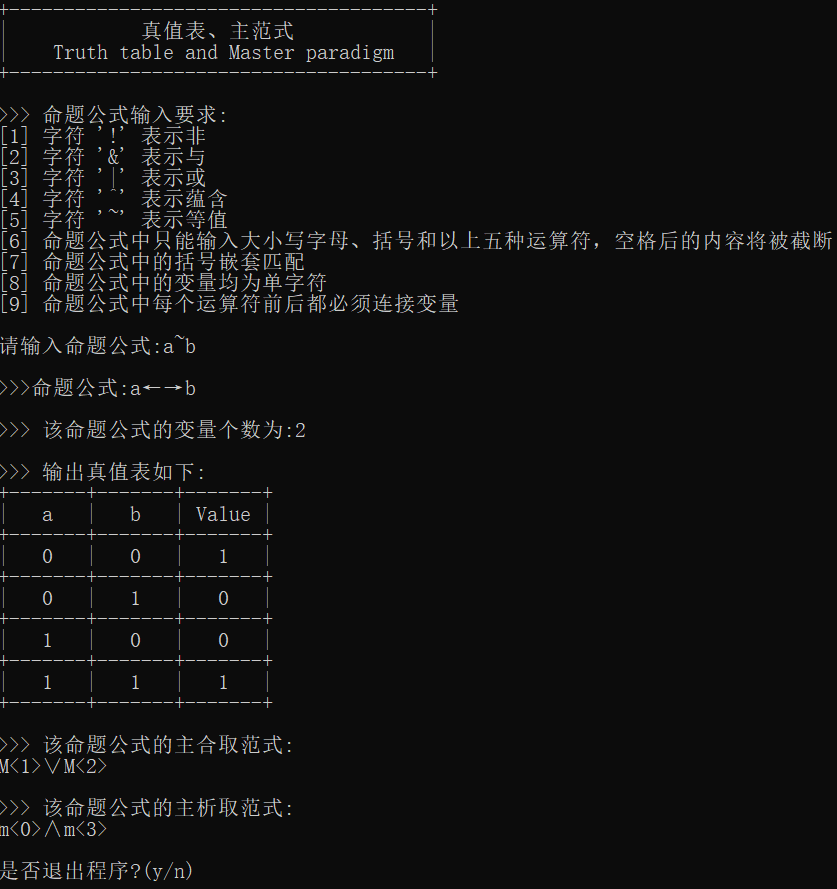 真值表、主范式
Truth table and Master paradigm
>>> 命题公式输入要求:
[1] 字符 '!' 表示非
[2] 字符 '&' 表示与
[3] 字符 '|' 表示或
[4] 字符 '^' 表示蕴含
[5] 字符 '~' 表示等值
[6] 命题公式中只能输入大小写字母、括号和以上五种运算符，空格后的内容将被截断
[7] 命题公式中的括号嵌套匹配
[8] 命题公式中的变量均为单字符
[9] 命题公式中每个运算符前后都必须连接变量
请输入命题公式:a~b
>>>命题公式:a←→b
>>> 该命题公式的变量个数为:2
>>> 输出真值表如下:
a b Value
0 0 1
0 1 0
1 0 0
1 1 1
>>> 该命题公式的主合取范式:
M<1>∨M<2>
>>> 该命题公式的主析取范式:
m<0>∧m<3>
是否退出程序?(y/n)